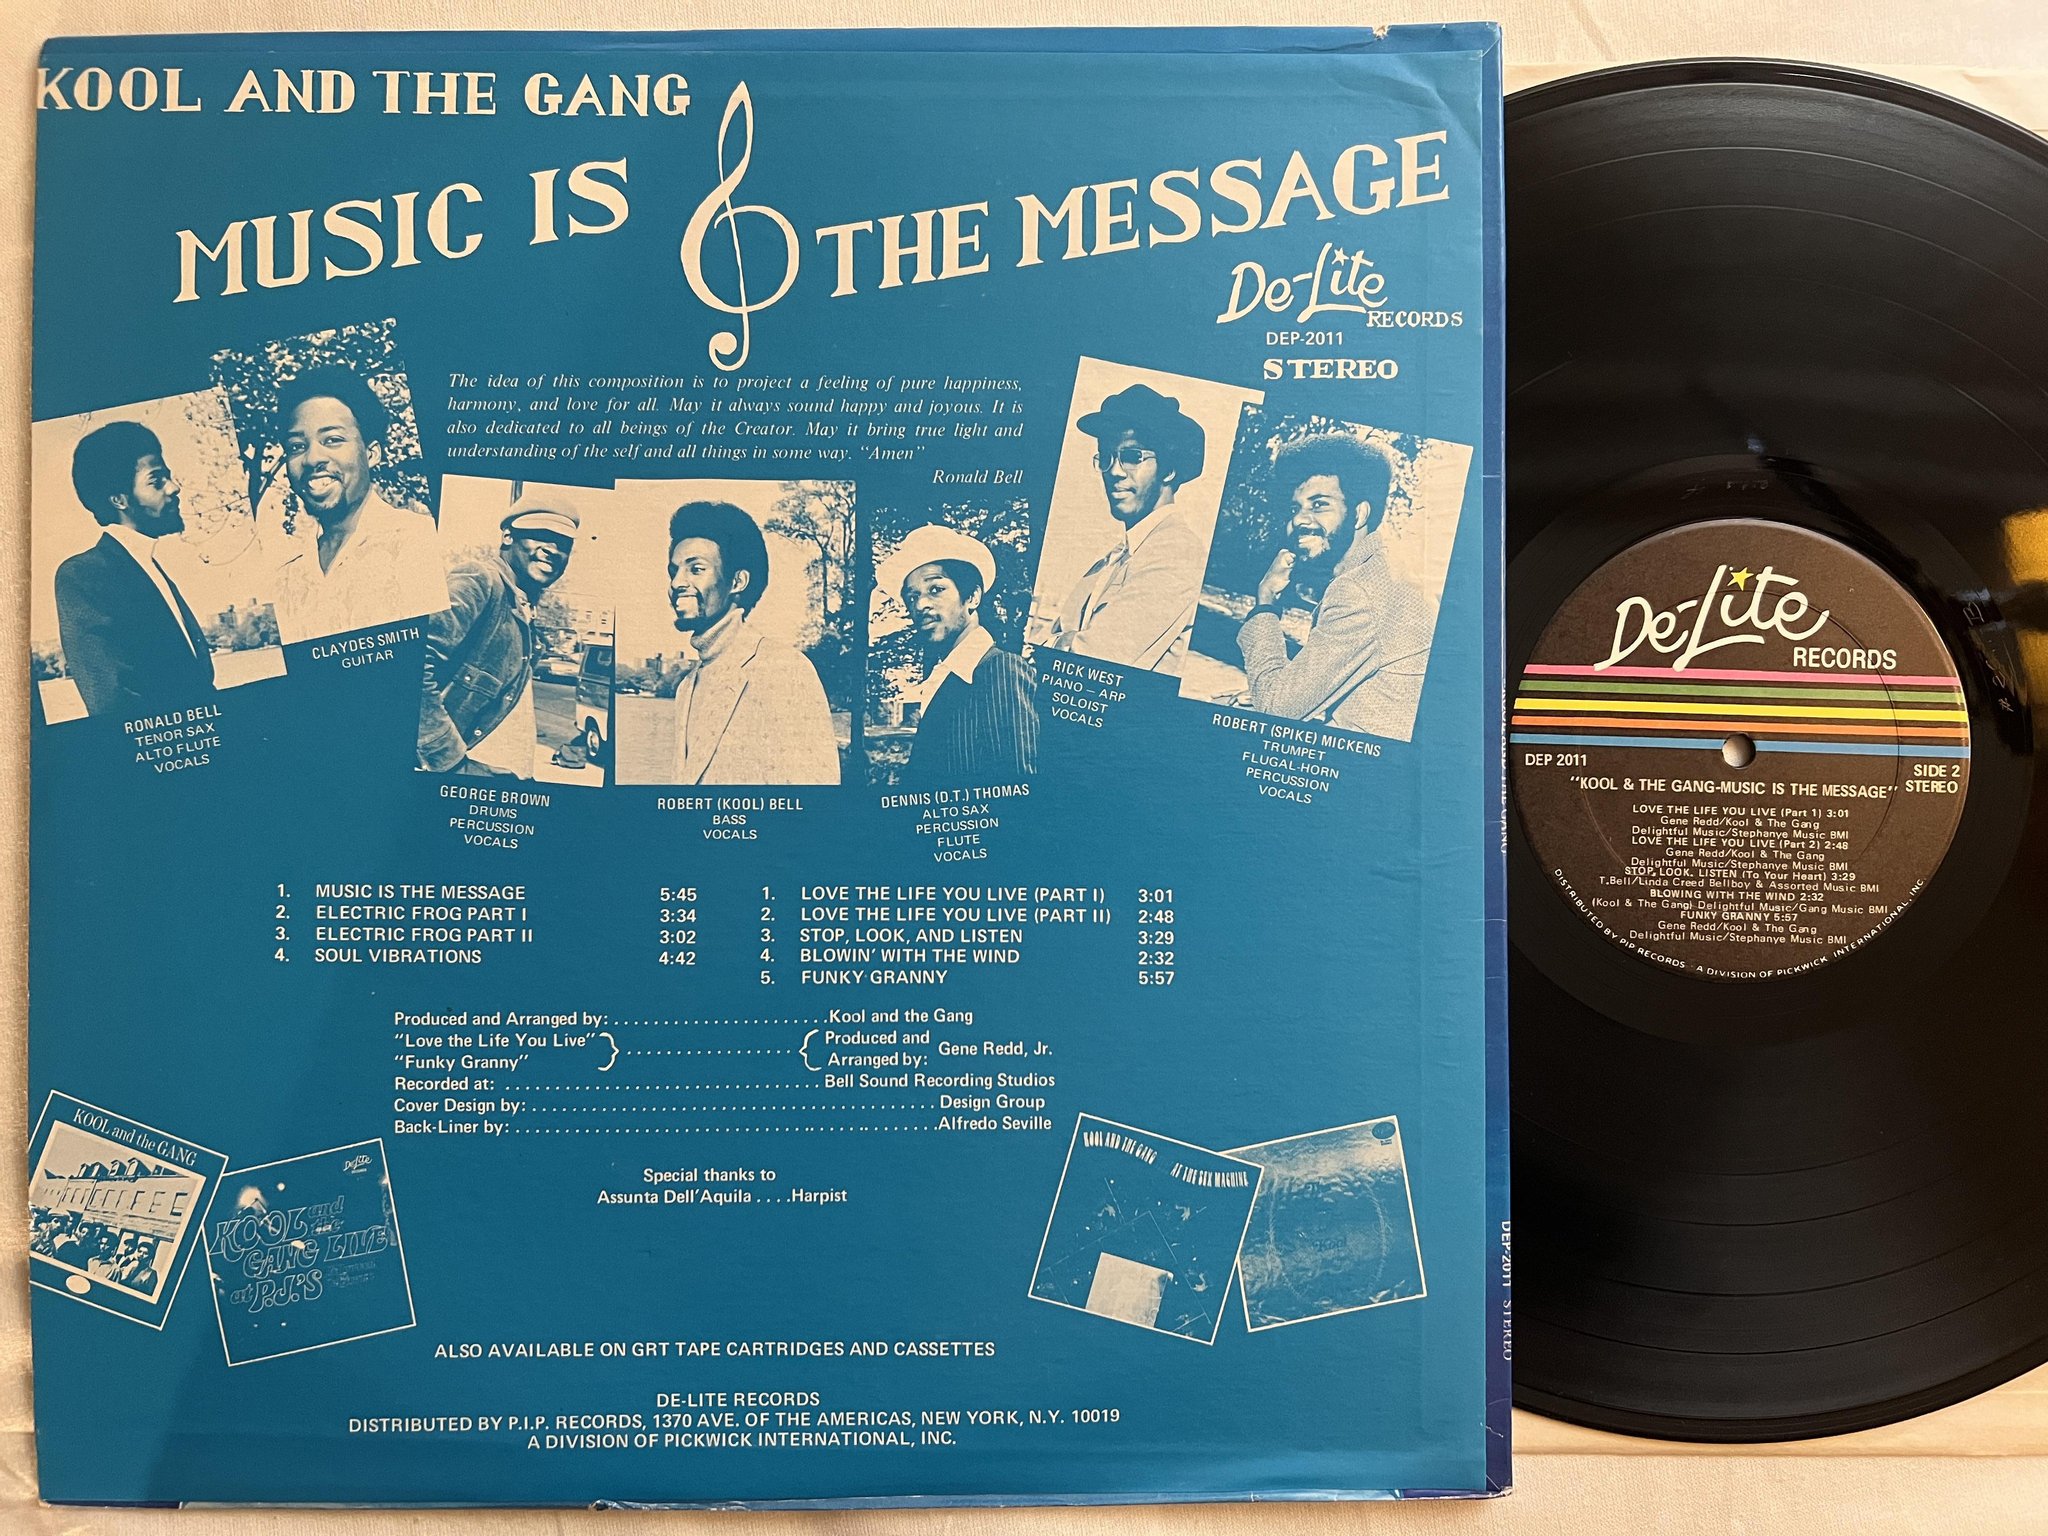 KOOL AND THE GANG
MUSIC IS THE MESSAGE
De-Lite
RECORDS
DEP-2011
STEREO
The idea of this composition is to project a feeling of pure happiness,
harmony, and love for all. May it always sound happy and joyous. It is
also dedicated to all beings of the Creator. May it bring true light and
understanding of the self and all things in some way. "Amen"
Ronald Bell
RONALD BELL
TENOR SAX
ALTO FLUTE
VOCALS
CLAYDES SMITH
GUITAR
GEORGE BROWN
DRUMS
PERCUSSION
VOCALS
ROBERT (KOOL) BELL
BASS
VOCALS
DENNIS (D.T.) THOMAS
ALTO SAX
PERCUSSION
FLUTE
VOCALS
RICK WEST
PIANO – ARP
SOLOIST
VOCALS
ROBERT (SPIKE) MICKENS
TRUMPET
FLUGAL-HORN
PERCUSSION
VOCALS
1. MUSIC IS THE MESSAGE 5:45
2. ELECTRIC FROG PART I 3:34
3. ELECTRIC FROG PART II 3:02
4. SOUL VIBRATIONS 4:42
1. LOVE THE LIFE YOU LIVE (PART I) 3:01
2. LOVE THE LIFE YOU LIVE (PART II) 2:48
3. STOP, LOOK, AND LISTEN 3:29
4. BLOWIN' WITH THE WIND 2:32
5. FUNKY GRANNY 5:57
Produced and Arranged by: . . . . . . . . . . . . . . . . . . . . . . Kool and the Gang
"Love the Life You Live"
"Funky Granny" } . . . . . . . . . . . . . . . . . { Produced and
Arranged by: Gene Redd, Jr.
Recorded at: . . . . . . . . . . . . . . . . . . . . . . . . . . . . . . . . Bell Sound Recording Studios
Cover Design by: . . . . . . . . . . . . . . . . . . . . . . . . . . . . . . . . . . . . . . . . . Design Group
Back-Liner by: . . . . . . . . . . . . . . . . . . . . . . . . . . . . . . . . . . . . . . . . . . . Alfredo Seville
Special thanks to
Assunta Dell'Aquila . . . . Harpist
KOOL and the GANG
De-Lite
RECORDS
KOOL and the GANG LIVE at P.J.'S
KOOL AND THE GANG AT THE SEX MACHINE
Kool
ALSO AVAILABLE ON GRT TAPE CARTRIDGES AND CASSETTES
DE-LITE RECORDS
DISTRIBUTED BY P.I.P. RECORDS, 1370 AVE. OF THE AMERICAS, NEW YORK, N.Y. 10019
A DIVISION OF PICKWICK INTERNATIONAL, INC.
DEP-2011 STEREO
De-Lite
RECORDS
DEP 2011
SIDE 2
STEREO
"KOOL & THE GANG-MUSIC IS THE MESSAGE"
LOVE THE LIFE YOU LIVE (Part 1) 3:01
Gene Redd/Kool & The Gang
Delightful Music/Stephanye Music BMI
LOVE THE LIFE YOU LIVE (Part 2) 2:48
Gene Redd/Kool & The Gang
Delightful Music/Stephanye Music BMI
STOP, LOOK, LISTEN (To Your Heart) 3:29
T.Bell/Linda Creed Bellboy & Assorted Music BMI
BLOWING WITH THE WIND 2:32
(Kool & The Gang) Delightful Music/Gang Music BMI
FUNKY GRANNY 5:57
Gene Redd/Kool & The Gang
Delightful Music/Stephanye Music BMI
DISTRIBUTED BY PIP RECORDS · A DIVISION OF PICKWICK INTERNATIONAL, INC.